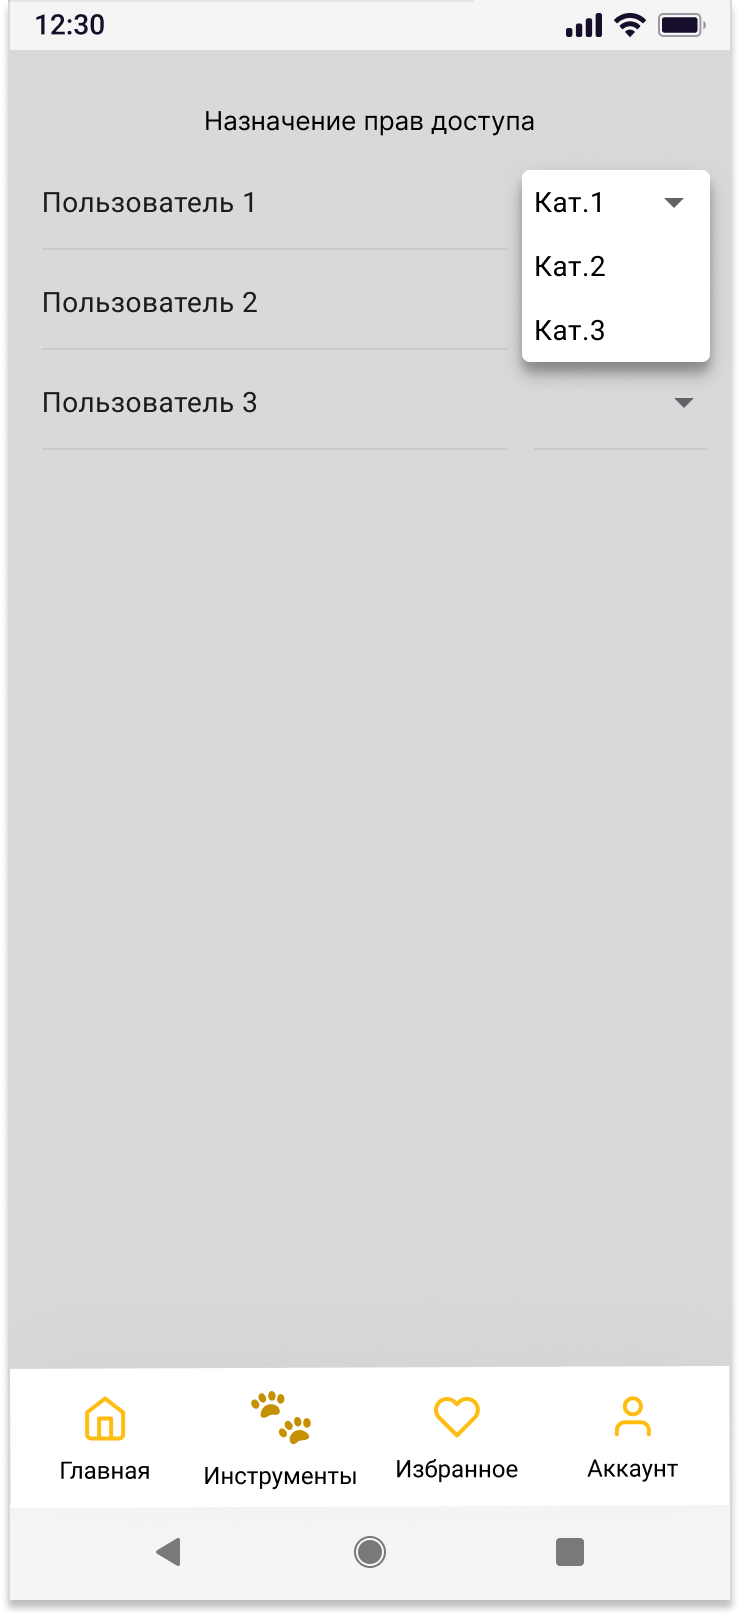 12:30
Назначение прав доступа
Пользователь 1
Кат.1
Кат.2
Пользователь 2
Кат.3
Пользователь 3
Главная
Инструменты
Избранное
Аккаунт